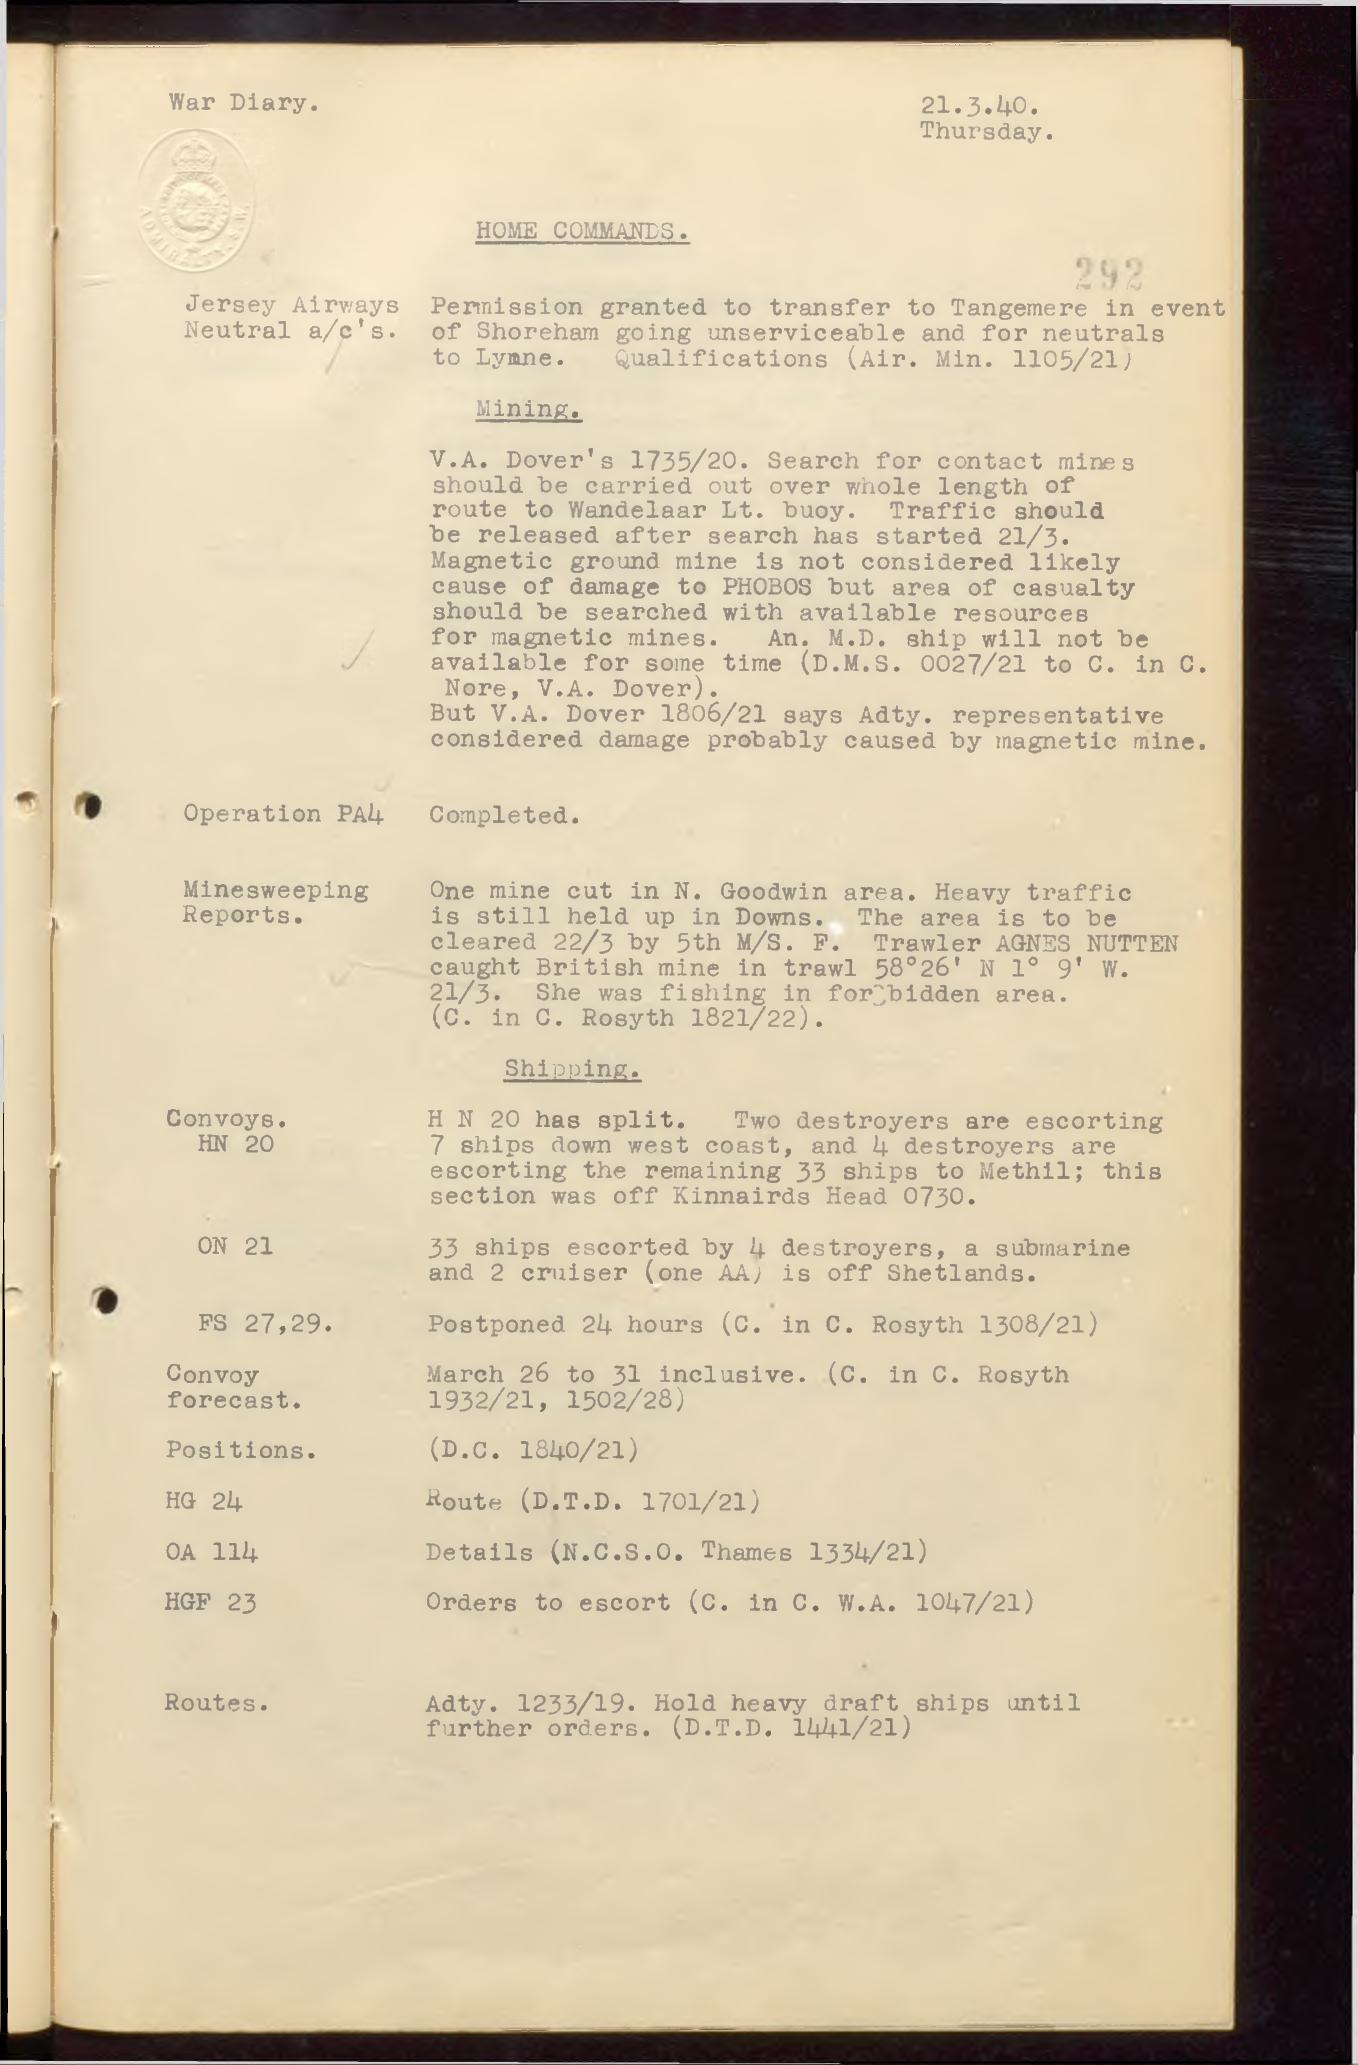 War Diary.
21.3.40.
Thursday.
ADMIRALTY. S.W.
HOME COMMANDS.
292
Jersey Airways Permission granted to transfer to Tangemere in event
Neutral a/c's. of Shoreham going unserviceable and for neutrals
to Lymne. Qualifications (Air. Min. 1105/21)
Mining.
V.A. Dover's 1735/20. Search for contact mines
should be carried out over whole length of
route to Wandelaar Lt. buoy. Traffic should
be released after search has started 21/3.
Magnetic ground mine is not considered likely
cause of damage to PHOBOS but area of casualty
should be searched with available resources
for magnetic mines. An. M.D. ship will not be
available for some time (D.M.S. 0027/21 to C. in C.
Nore, V.A. Dover).
But V.A. Dover 1806/21 says Adty. representative
considered damage probably caused by magnetic mine.
Operation PA4 Completed.
Minesweeping One mine cut in N. Goodwin area. Heavy traffic
Reports. is still held up in Downs. The area is to be
cleared 22/3 by 5th M/S. F. Trawler AGNES NUTTEN
caught British mine in trawl 58°26' N 1° 9' W.
21/3. She was fishing in forbidden area.
(C. in C. Rosyth 1821/22).
Shipping.
Convoys. H N 20 has split. Two destroyers are escorting
HN 20 7 ships down west coast, and 4 destroyers are
escorting the remaining 33 ships to Methil; this
section was off Kinnairds Head 0730.
ON 21 33 ships escorted by 4 destroyers, a submarine
and 2 cruiser (one AA) is off Shetlands.
FS 27,29. Postponed 24 hours (C. in C. Rosyth 1308/21)
Convoy March 26 to 31 inclusive. (C. in C. Rosyth
forecast. 1932/21, 1502/28)
Positions. (D.C. 1840/21)
HG 24 Route (D.T.D. 1701/21)
OA 114 Details (N.C.S.O. Thames 1334/21)
HGF 23 Orders to escort (C. in C. W.A. 1047/21)
Routes. Adty. 1233/19. Hold heavy draft ships until
further orders. (D.T.D. 1441/21)